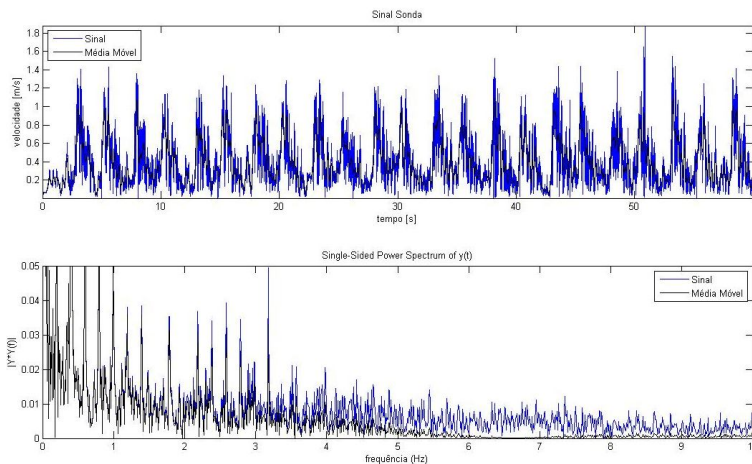 Sinal Sonda
Sinal
Média Móvel
velocidade [m/s]
1.8
1.6
1.4
1.2
1
0.8
0.6
0.4
0.2
0 10 20 30 40 50
tempo [s]
Single-Sided Power Spectrum of y(t)
Sinal
Média Móvel
|Y*Y(f)|
0.05
0.04
0.03
0.02
0.01
0
0 1 2 3 4 5 6 7 8 9 10
frequência (Hz)